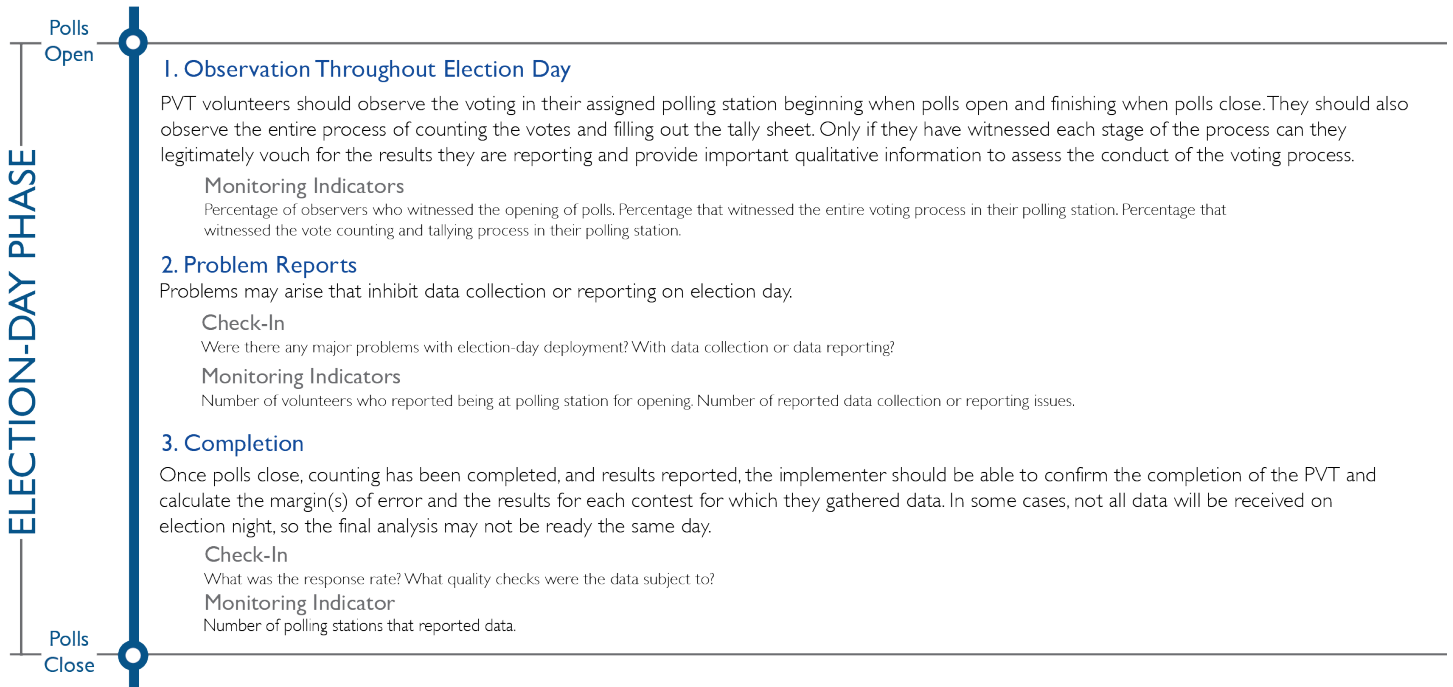 Polls
Open
ELECTION-DAY PHASE
1. Observation Throughout Election Day
PVT volunteers should observe the voting in their assigned polling station beginning when polls open and finishing when polls close. They should also
observe the entire process of counting the votes and filling out the tally sheet. Only if they have witnessed each stage of the process can they
legitimately vouch for the results they are reporting and provide important qualitative information to assess the conduct of the voting process.
Monitoring Indicators
Percentage of observers who witnessed the opening of polls. Percentage that witnessed the entire voting process in their polling station. Percentage that
witnessed the vote counting and tallying process in their polling station.
2. Problem Reports
Problems may arise that inhibit data collection or reporting on election day.
Check-In
Were there any major problems with election-day deployment? With data collection or data reporting?
Monitoring Indicators
Number of volunteers who reported being at polling station for opening. Number of reported data collection or reporting issues.
3. Completion
Once polls close, counting has been completed, and results reported, the implementer should be able to confirm the completion of the PVT and
calculate the margin(s) of error and the results for each contest for which they gathered data. In some cases, not all data will be received on
election night, so the final analysis may not be ready the same day.
Check-In
What was the response rate? What quality checks were the data subject to?
Monitoring Indicator
Number of polling stations that reported data.
Polls
Close